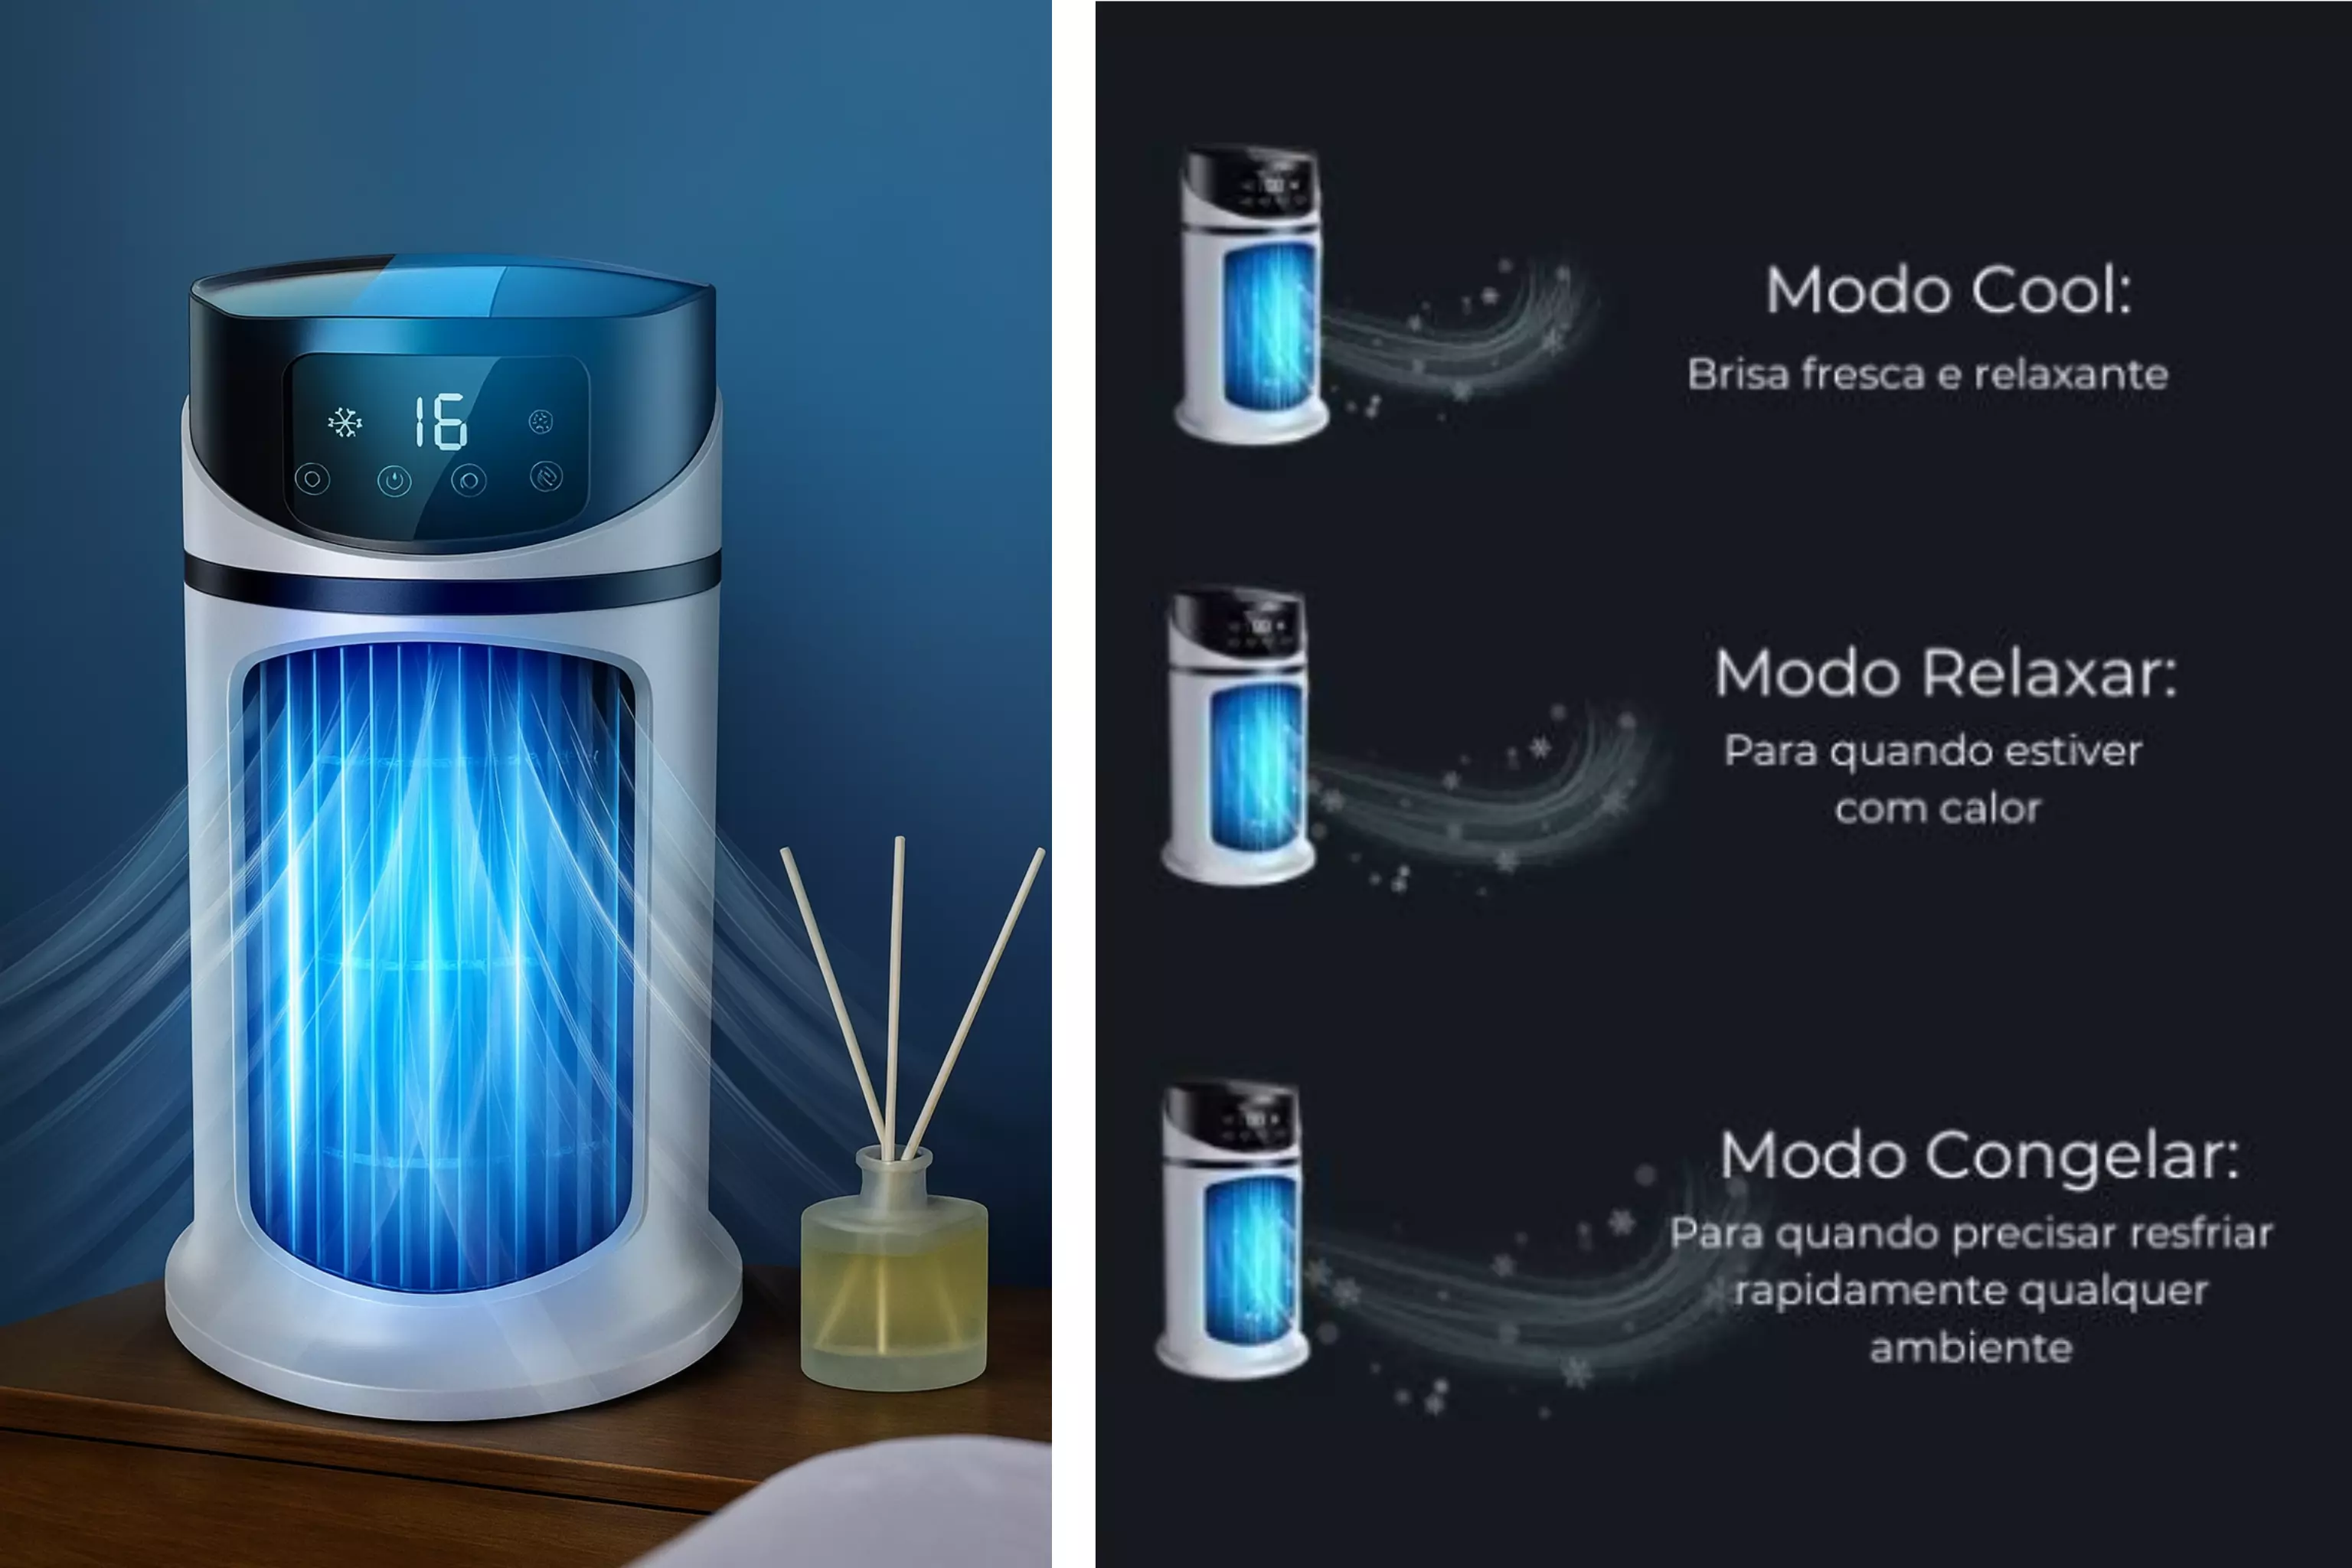 16
Modo Cool:
Brisa fresca e relaxante
Modo Relaxar:
Para quando estiver
com calor
Modo Congelar:
Para quando precisar resfriar
rapidamente qualquer
ambiente